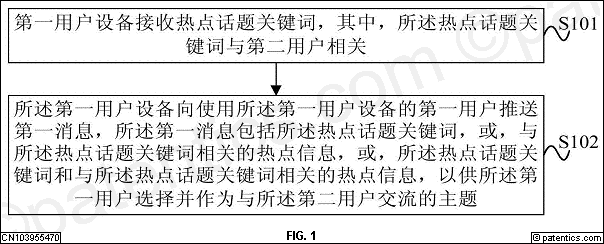 第一用户设备接收热点话题关键词，其中，所述热点话题关
键词与第二用户相关
S101
所述第一用户设备向使用所述第一用户设备的第一用户推送
第一消息，所述第一消息包括所述热点话题关键词，或，与
所述热点话题关键词相关的热点信息，或，所述热点话题关
键词和与所述热点话题关键词相关的热点信息，以供所述第
一用户选择并作为与所述第二用户交流的主题
S102
CN103955470
FIG. 1
© patentics.com